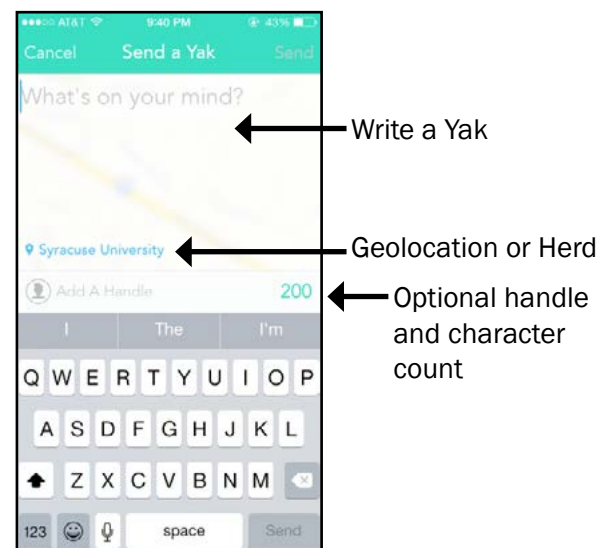 AT&T 9:40 PM 43%
Cancel Send a Yak Send
What's on your mind?
Write a Yak
Syracuse University
Geolocation or Herd
Add A Handle 200
Optional handle
and character
count
I The I'm
Q W E R T Y U I O P
A S D F G H J K L
Z X C V B N M
123 space Send